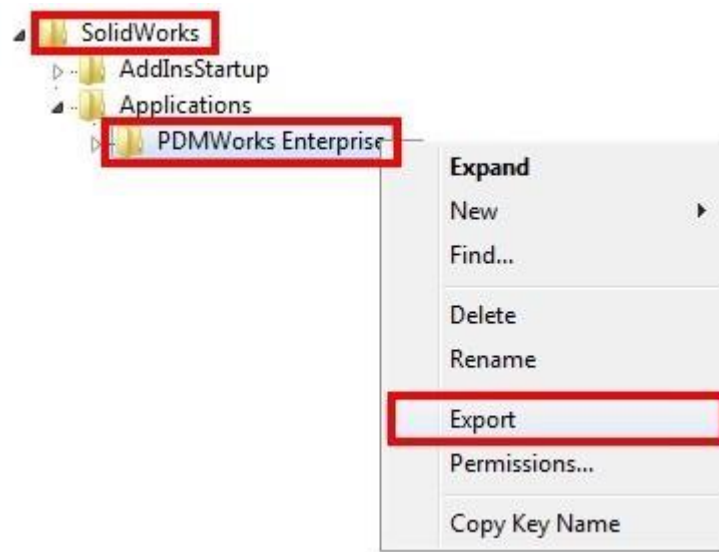 SolidWorks
AddInsStartup
Applications
PDMWorks Enterprise
Expand
New
Find...
Delete
Rename
Export
Permissions...
Copy Key Name